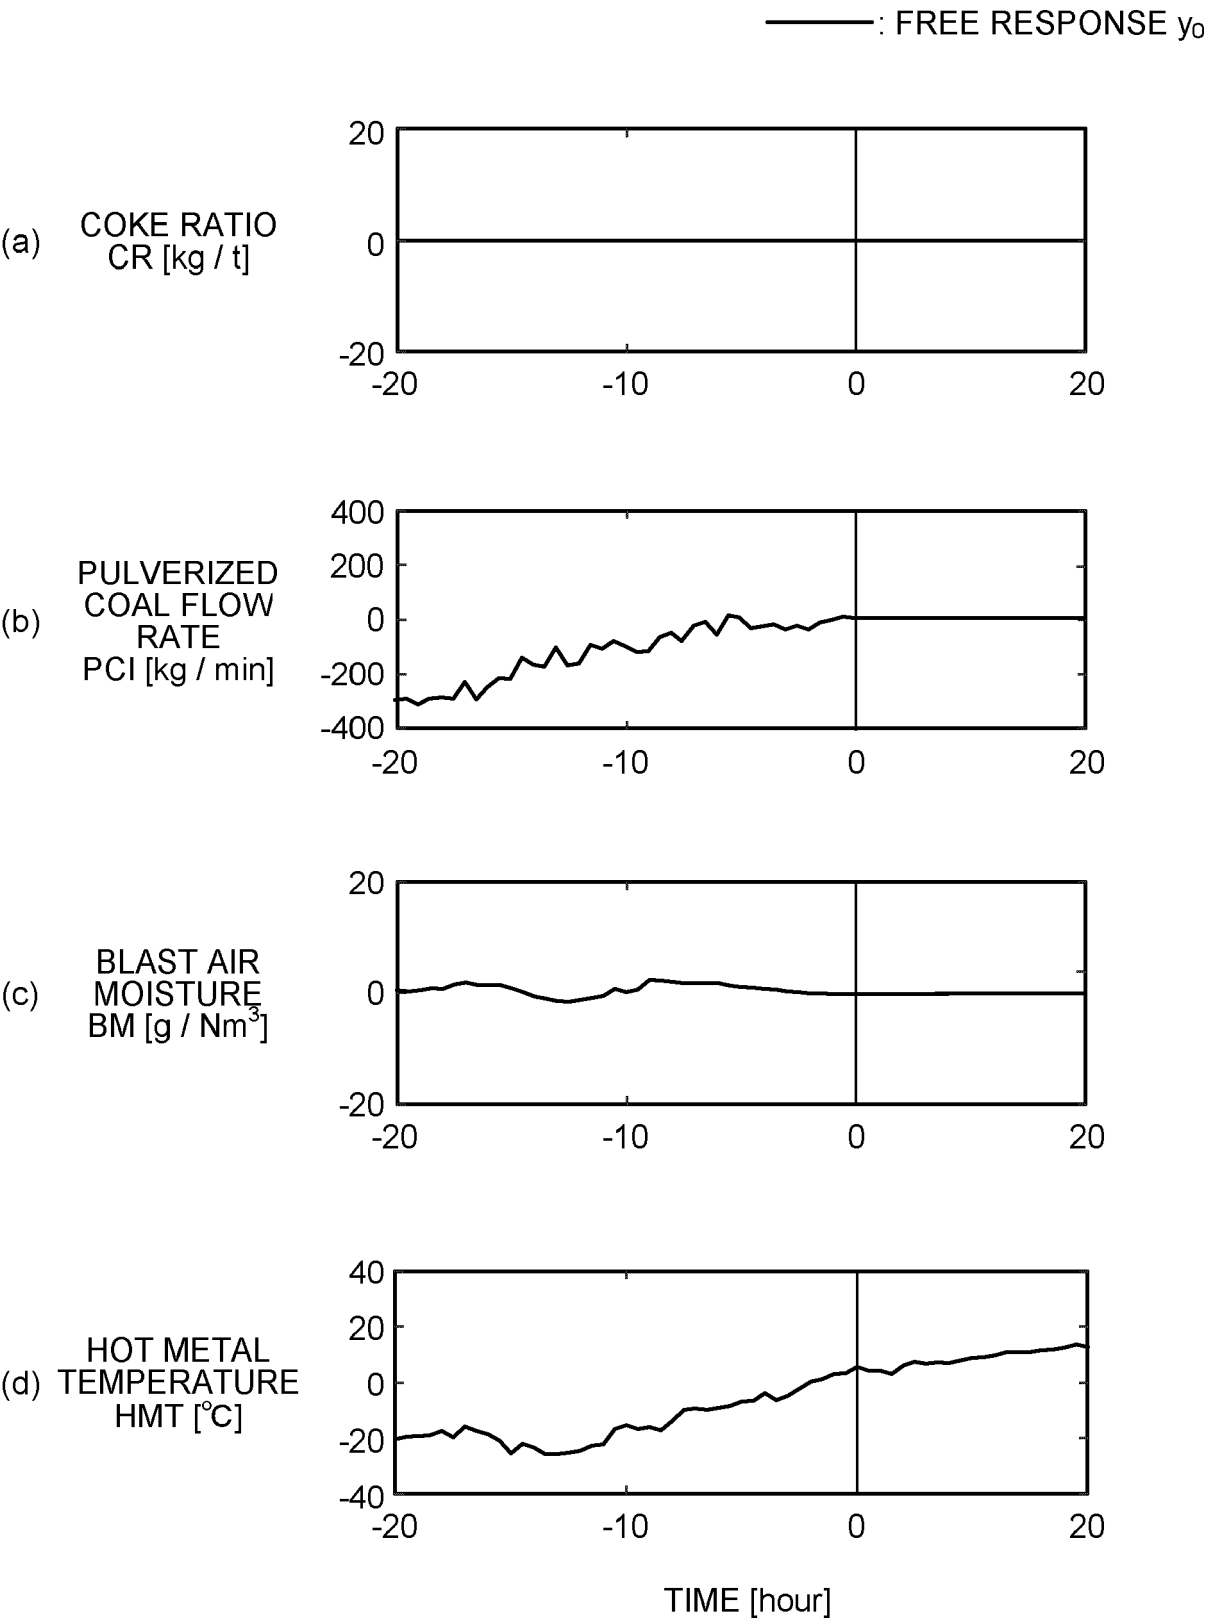 : FREE RESPONSE y₀
20
(a) COKE RATIO
CR [kg / t]
0
-20
-20 -10 0 20
400
200
(b) PULVERIZED
COAL FLOW
RATE
PCI [kg / min]
0
-200
-400
-20 -10 0 20
20
(c) BLAST AIR
MOISTURE
BM [g / Nm³]
0
-20
-20 -10 0 20
40
20
(d) HOT METAL
TEMPERATURE
HMT [°C]
0
-20
-40
-20 -10 0 20
TIME [hour]